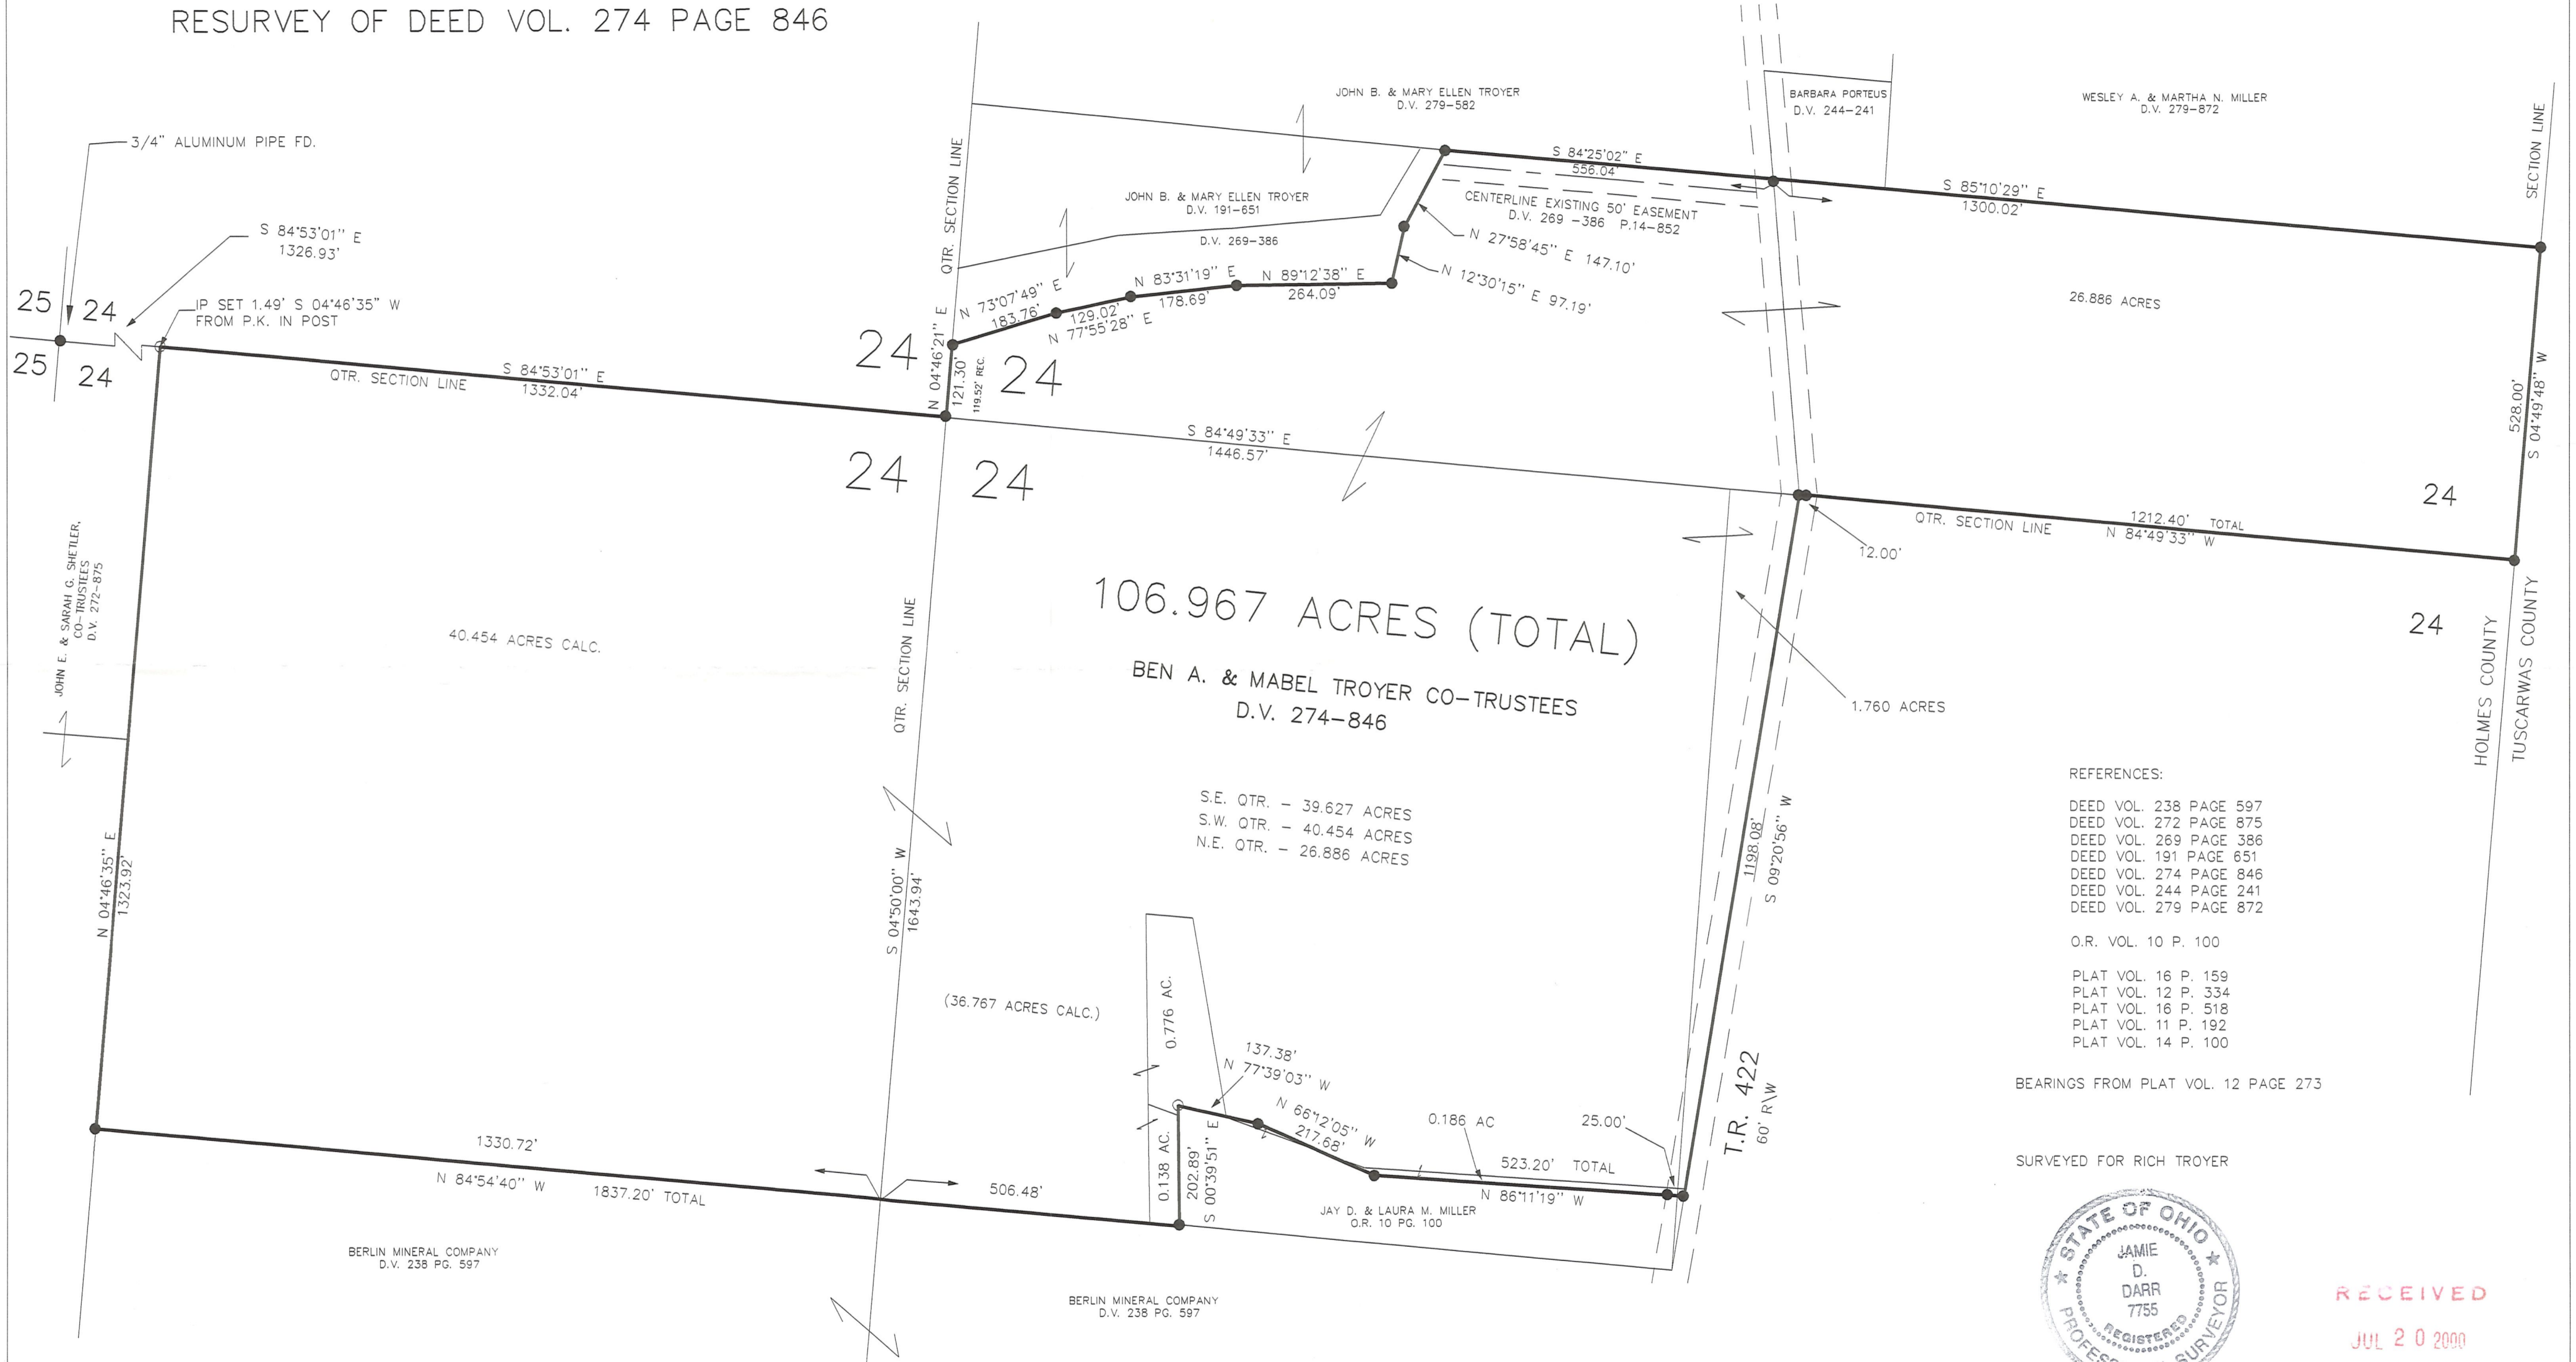 RESURVEY OF DEED VOL. 274 PAGE 846
3/4" ALUMINUM PIPE FD.
S 84°53'01" E
1326.93'
IP SET 1.49' S 04°46'35" W
FROM P.K. IN POST
25 24
25 24
QTR. SECTION LINE
S 84°53'01" E
1332.04'
JOHN B. & MARY ELLEN TROYER
D.V. 279-582
BARBARA PORTEUS
D.V. 244-241
WESLEY A. & MARTHA N. MILLER
D.V. 279-872
SECTION LINE
QTR. SECTION LINE
JOHN B. & MARY ELLEN TROYER
D.V. 191-651
D.V. 269-386
S 84°25'02" E
556.04'
CENTERLINE EXISTING 50' EASEMENT
D.V. 269 -386 P.14-852
S 85°10'29" E
1300.02'
N 27°58'45" E 147.10'
N 12°30'15" E 97.19'
N 73°07'49" E
183.76'
129.02'
N 77°55'28" E
N 83°31'19" E
178.69'
N 89°12'38" E
264.09'
N 04°46'21" E
121.30'
119.52' REC.
24
24
24
24
26.886 ACRES
528.00'
S 04°49'48" W
S 84°49'33" E
1446.57'
24
QTR. SECTION LINE
1212.40' TOTAL
N 84°49'33" W
12.00'
24
HOLMES COUNTY
TUSCARWAS COUNTY
JOHN E. & SARAH G. SHETLER,
CO-TRUSTEES
D.V. 272-875
40.454 ACRES CALC.
QTR. SECTION LINE
106.967 ACRES (TOTAL)
BEN A. & MABEL TROYER CO-TRUSTEES
D.V. 274-846
1.760 ACRES
S.E. QTR. - 39.627 ACRES
S.W. QTR. - 40.454 ACRES
N.E. QTR. - 26.886 ACRES
N 04°46'35" E
1323.92'
S 04°50'00" W
1643.94'
1198.08'
S 09°20'56" W
(36.767 ACRES CALC.)
0.776 AC.
137.38'
N 77°39'03" W
N 66°12'05" W
217.68'
0.138 AC.
202.89'
S 00°39'51" E
0.186 AC
25.00'
523.20' TOTAL
N 86°11'19" W
T.R. 422
60' R\W
JAY D. & LAURA M. MILLER
O.R. 10 PG. 100
1330.72'
N 84°54'40" W 1837.20' TOTAL
506.48'
BERLIN MINERAL COMPANY
D.V. 238 PG. 597
BERLIN MINERAL COMPANY
D.V. 238 PG. 597
REFERENCES:
DEED VOL. 238 PAGE 597
DEED VOL. 272 PAGE 875
DEED VOL. 269 PAGE 386
DEED VOL. 191 PAGE 651
DEED VOL. 274 PAGE 846
DEED VOL. 244 PAGE 241
DEED VOL. 279 PAGE 872
O.R. VOL. 10 P. 100
PLAT VOL. 16 P. 159
PLAT VOL. 12 P. 334
PLAT VOL. 16 P. 518
PLAT VOL. 11 P. 192
PLAT VOL. 14 P. 100
BEARINGS FROM PLAT VOL. 12 PAGE 273
SURVEYED FOR RICH TROYER
STATE OF OHIO
JAMIE
D.
DARR
7755
REGISTERED
SURVEYOR
RECEIVED
JUL 20 2000